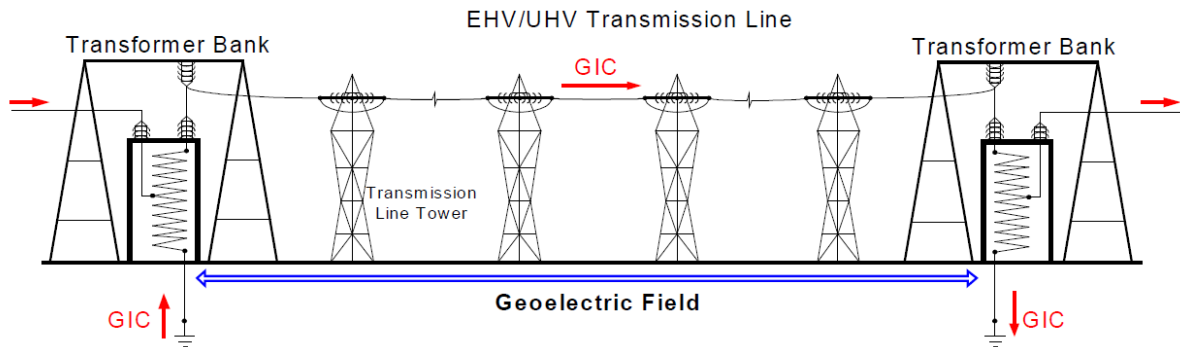 EHV/UHV Transmission Line
Transformer Bank
Transformer Bank
GIC
Transmission
Line Tower
Geoelectric Field
GIC
GIC